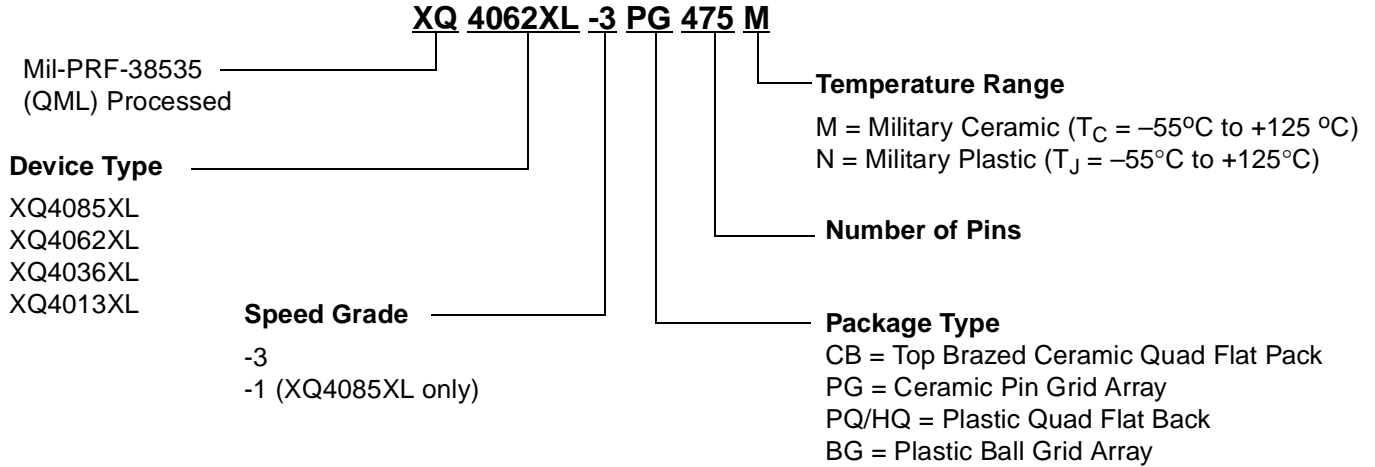 XQ 4062XL -3 PG 475 M
Mil-PRF-38535
(QML) Processed
Device Type
XQ4085XL
XQ4062XL
XQ4036XL
XQ4013XL
Speed Grade
-3
-1 (XQ4085XL only)
Temperature Range
M = Military Ceramic (TC = –55oC to +125 oC)
N = Military Plastic (TJ = –55°C to +125°C)
Number of Pins
Package Type
CB = Top Brazed Ceramic Quad Flat Pack
PG = Ceramic Pin Grid Array
PQ/HQ = Plastic Quad Flat Back
BG = Plastic Ball Grid Array